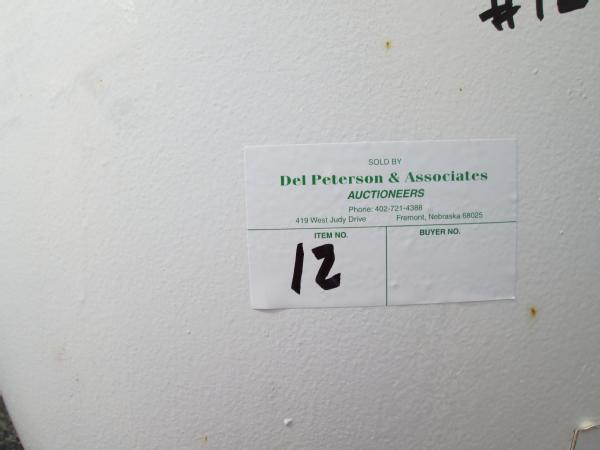 #12
SOLD BY
Del Peterson & Associates
AUCTIONEERS
Phone: 402-721-4388
419 West Judy Drive Fremont, Nebraska 68025
ITEM NO. BUYER NO.
12